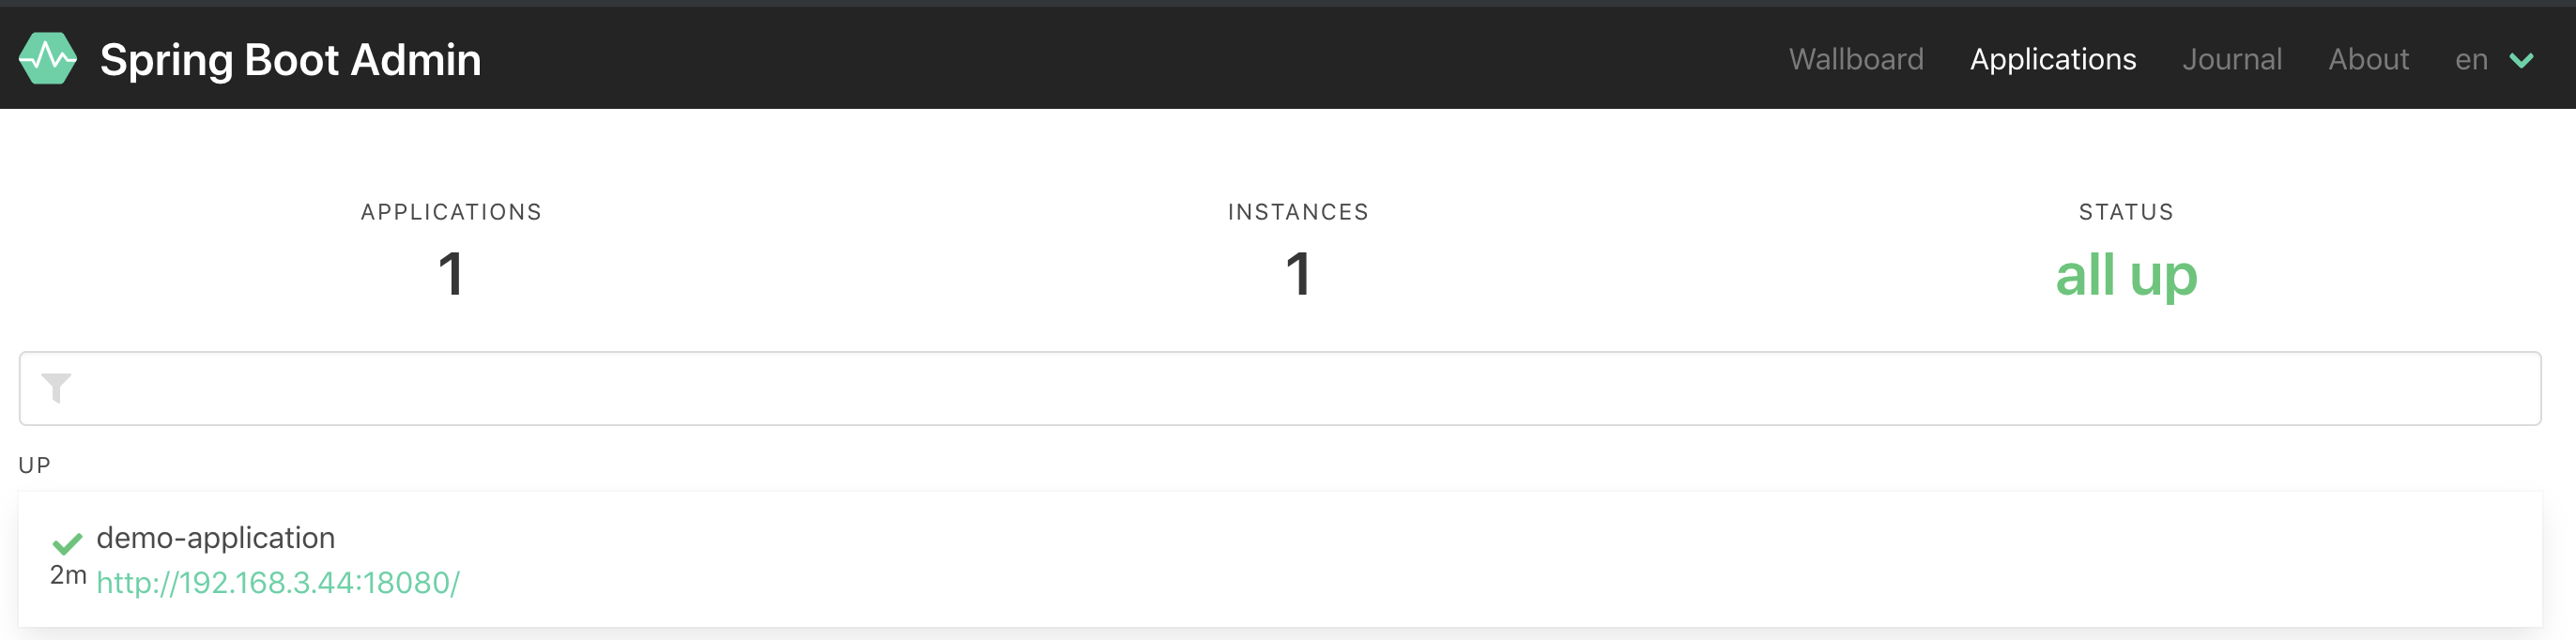 Spring Boot Admin
Wallboard Applications Journal About en
APPLICATIONS INSTANCES STATUS
1 1 all up
UP
demo-application
2m http://192.168.3.44:18080/